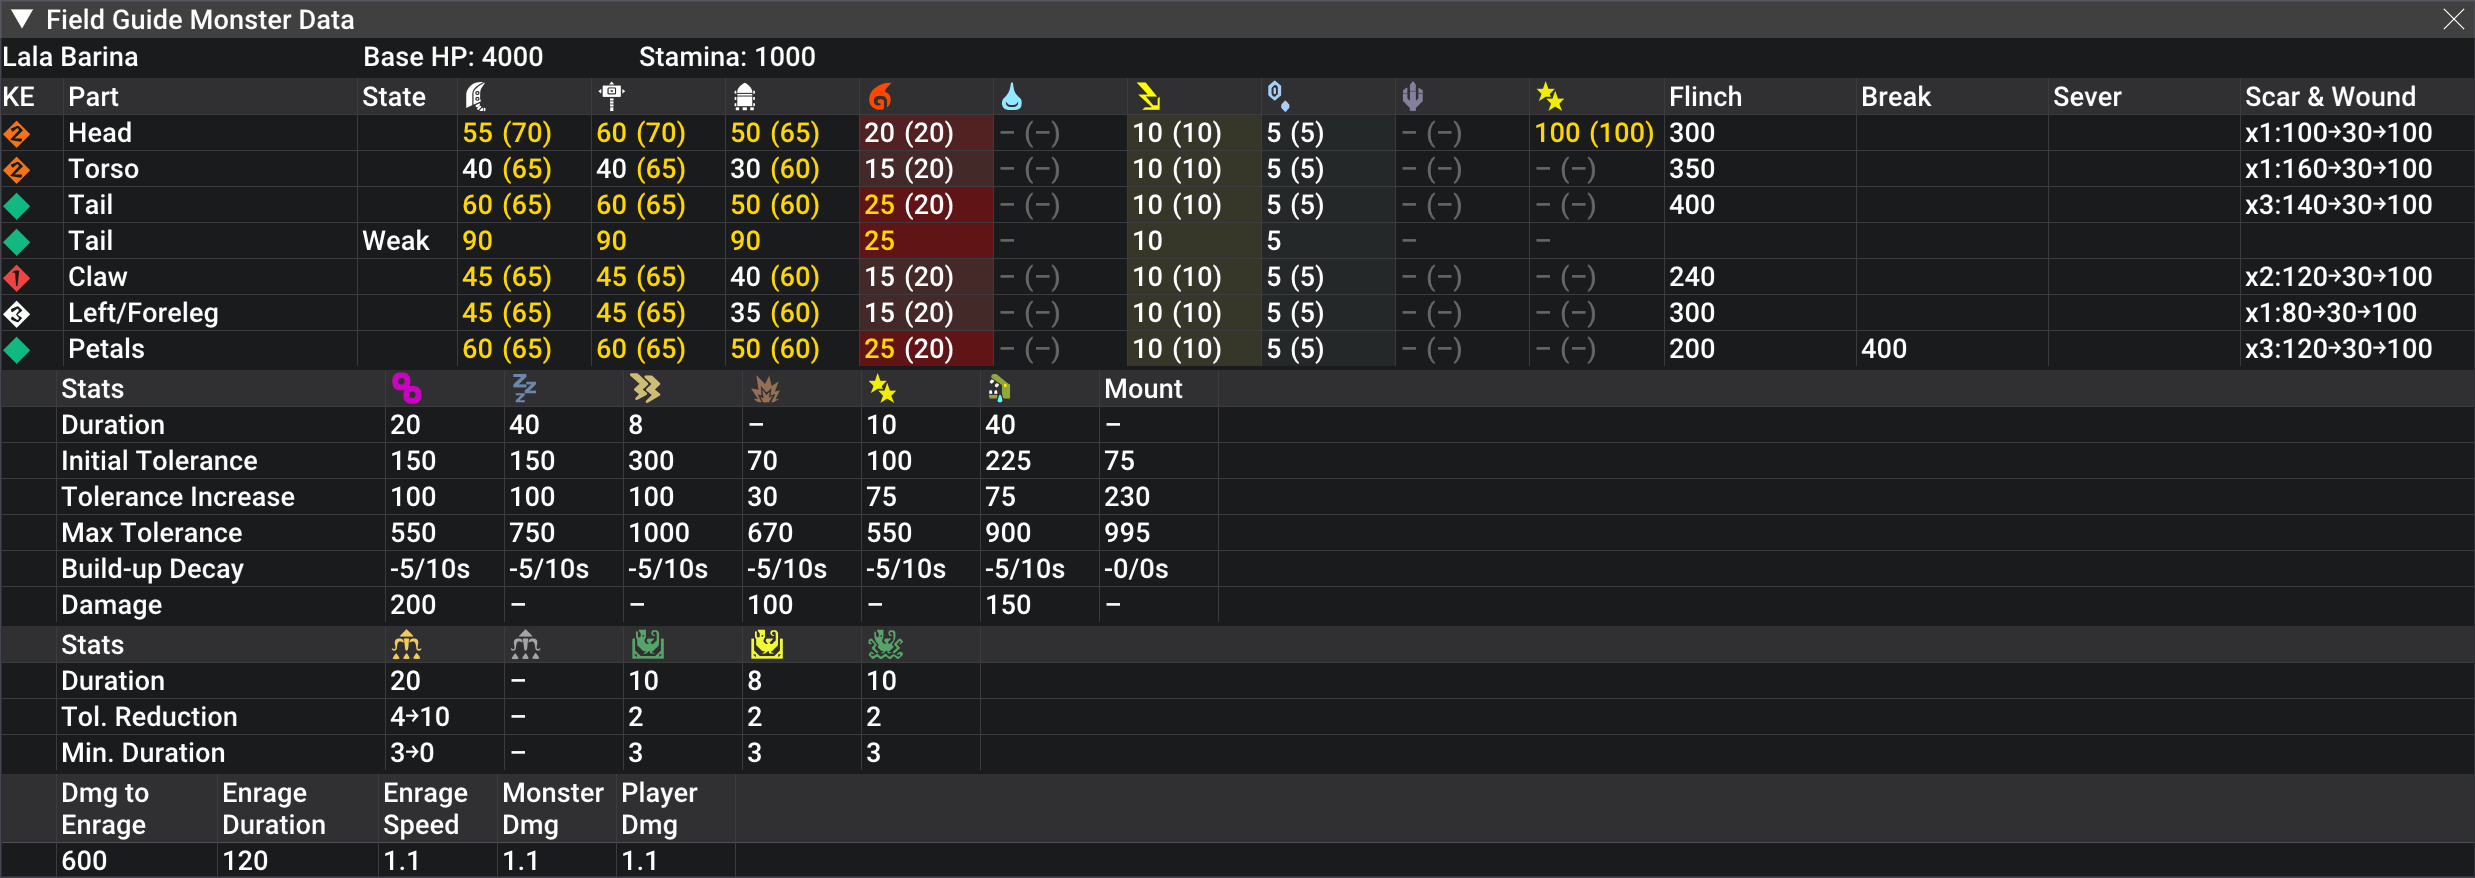 Field Guide Monster Data
Lala Barina Base HP: 4000 Stamina: 1000
KE Part State Flinch Break Sever Scar & Wound
2 Head 55 (70) 60 (70) 50 (65) 20 (20) – (–) 10 (10) 5 (5) – (–) 100 (100) 300 x1:100→30→100
2 Torso 40 (65) 40 (65) 30 (60) 15 (20) – (–) 10 (10) 5 (5) – (–) – (–) 350 x1:160→30→100
Tail 60 (65) 60 (65) 50 (60) 25 (20) – (–) 10 (10) 5 (5) – (–) – (–) 400 x3:140→30→100
Tail Weak 90 90 90 25 – 10 5 – –
1 Claw 45 (65) 45 (65) 40 (60) 15 (20) – (–) 10 (10) 5 (5) – (–) – (–) 240 x2:120→30→100
3 Left/Foreleg 45 (65) 45 (65) 35 (60) 15 (20) – (–) 10 (10) 5 (5) – (–) – (–) 300 x1:80→30→100
Petals 60 (65) 60 (65) 50 (60) 25 (20) – (–) 10 (10) 5 (5) – (–) – (–) 200 400 x3:120→30→100
Stats Mount
Duration 20 40 8 – 10 40 –
Initial Tolerance 150 150 300 70 100 225 75
Tolerance Increase 100 100 100 30 75 75 230
Max Tolerance 550 750 1000 670 550 900 995
Build-up Decay -5/10s -5/10s -5/10s -5/10s -5/10s -5/10s -0/0s
Damage 200 – – 100 – 150 –
Stats
Duration 20 – 10 8 10
Tol. Reduction 4→10 – 2 2 2
Min. Duration 3→0 – 3 3 3
Dmg to Enrage Enrage Monster Player
Enrage Duration Speed Dmg Dmg
600 120 1.1 1.1 1.1